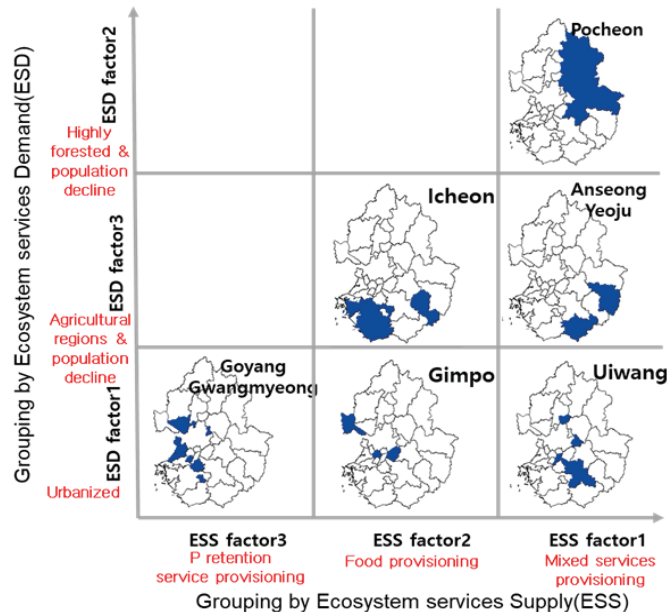 Grouping by Ecosystem services Demand(ESD)
ESD factor2
Highly
forested &
population
decline
Pocheon
ESD factor3
Agricultural
regions &
population
decline
Icheon
Anseong
Yeoju
ESD factor1
Urbanized
Goyang
Gwangmyeong
Gimpo
Uiwang
ESS factor3
P retention
service provisioning
ESS factor2
Food provisioning
ESS factor1
Mixed services
provisioning
Grouping by Ecosystem services Supply(ESS)